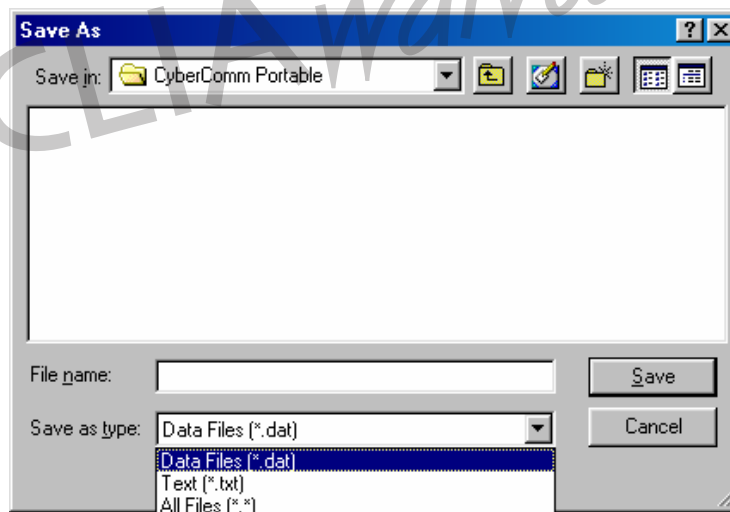 Save As
Save in: CyberComm Portable
File name:
Save
Save as type: Data Files (*.dat)
Cancel
Data Files (*.dat)
Text (*.txt)
All Files (*.*)